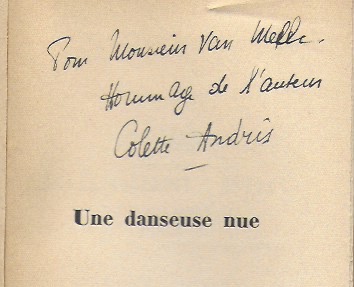 Pour Monsieur Van Melle.
Hommage de l'auteur
Colette Andris
Une danseuse nue